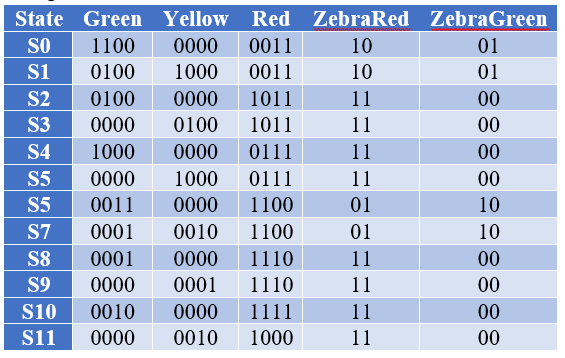 State Green Yellow Red ZebraRed ZebraGreen
S0 1100 0000 0011 10 01
S1 0100 1000 0011 10 01
S2 0100 0000 1011 11 00
S3 0000 0100 1011 11 00
S4 1000 0000 0111 11 00
S5 0000 1000 0111 11 00
S5 0011 0000 1100 01 10
S7 0001 0010 1100 01 10
S8 0001 0000 1110 11 00
S9 0000 0001 1110 11 00
S10 0010 0000 1111 11 00
S11 0000 0010 1000 11 00